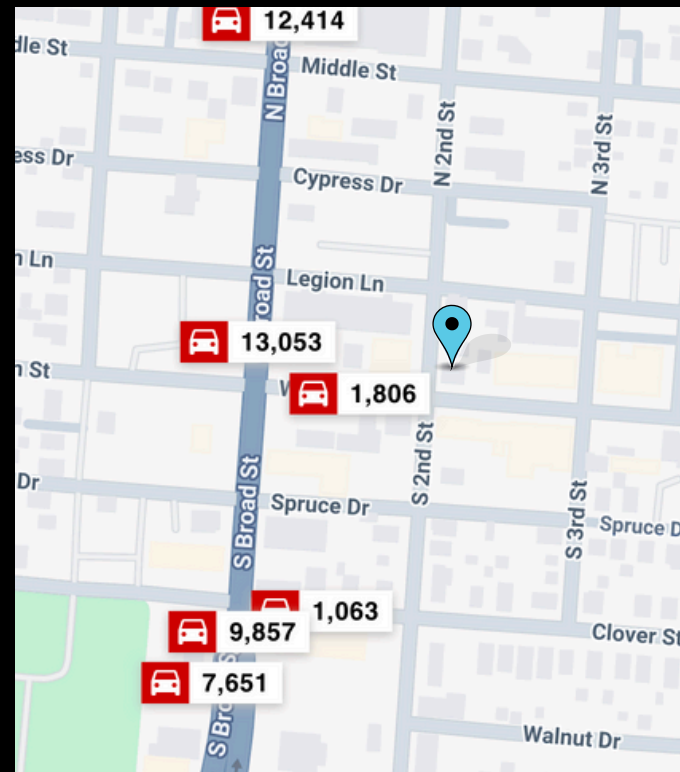 12,414
dle St
Middle St
N Broad
N 2nd St
N 3rd St
ess Dr
Cypress Dr
n Ln
Legion Ln
road St
13,053
n St
W
1,806
S 2nd St
Dr
Spruce Dr
S Broad St
S 3rd St
Spruce D
1,063
9,857
Clover St
7,651
S Bro
Walnut Dr